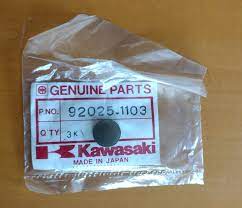 GENUINE PARTS
P.NO. 92025-1103
Q'TY 3K
Kawasaki
MADE IN JAPAN